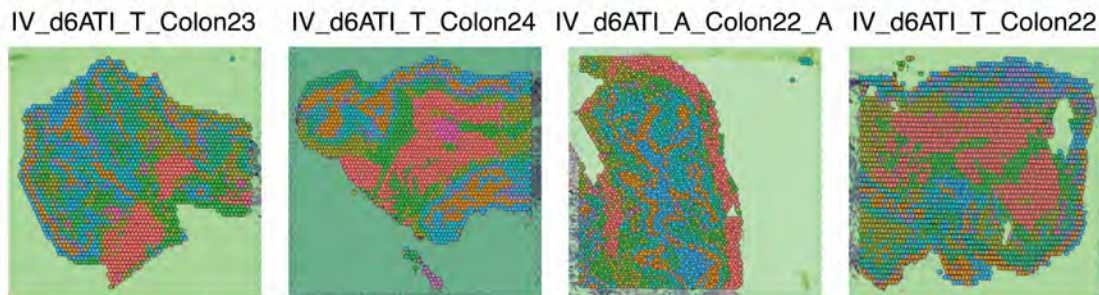 IV_d6ATI_T_Colon23
IV_d6ATI_T_Colon24
IV_d6ATI_A_Colon22_A
IV_d6ATI_T_Colon22